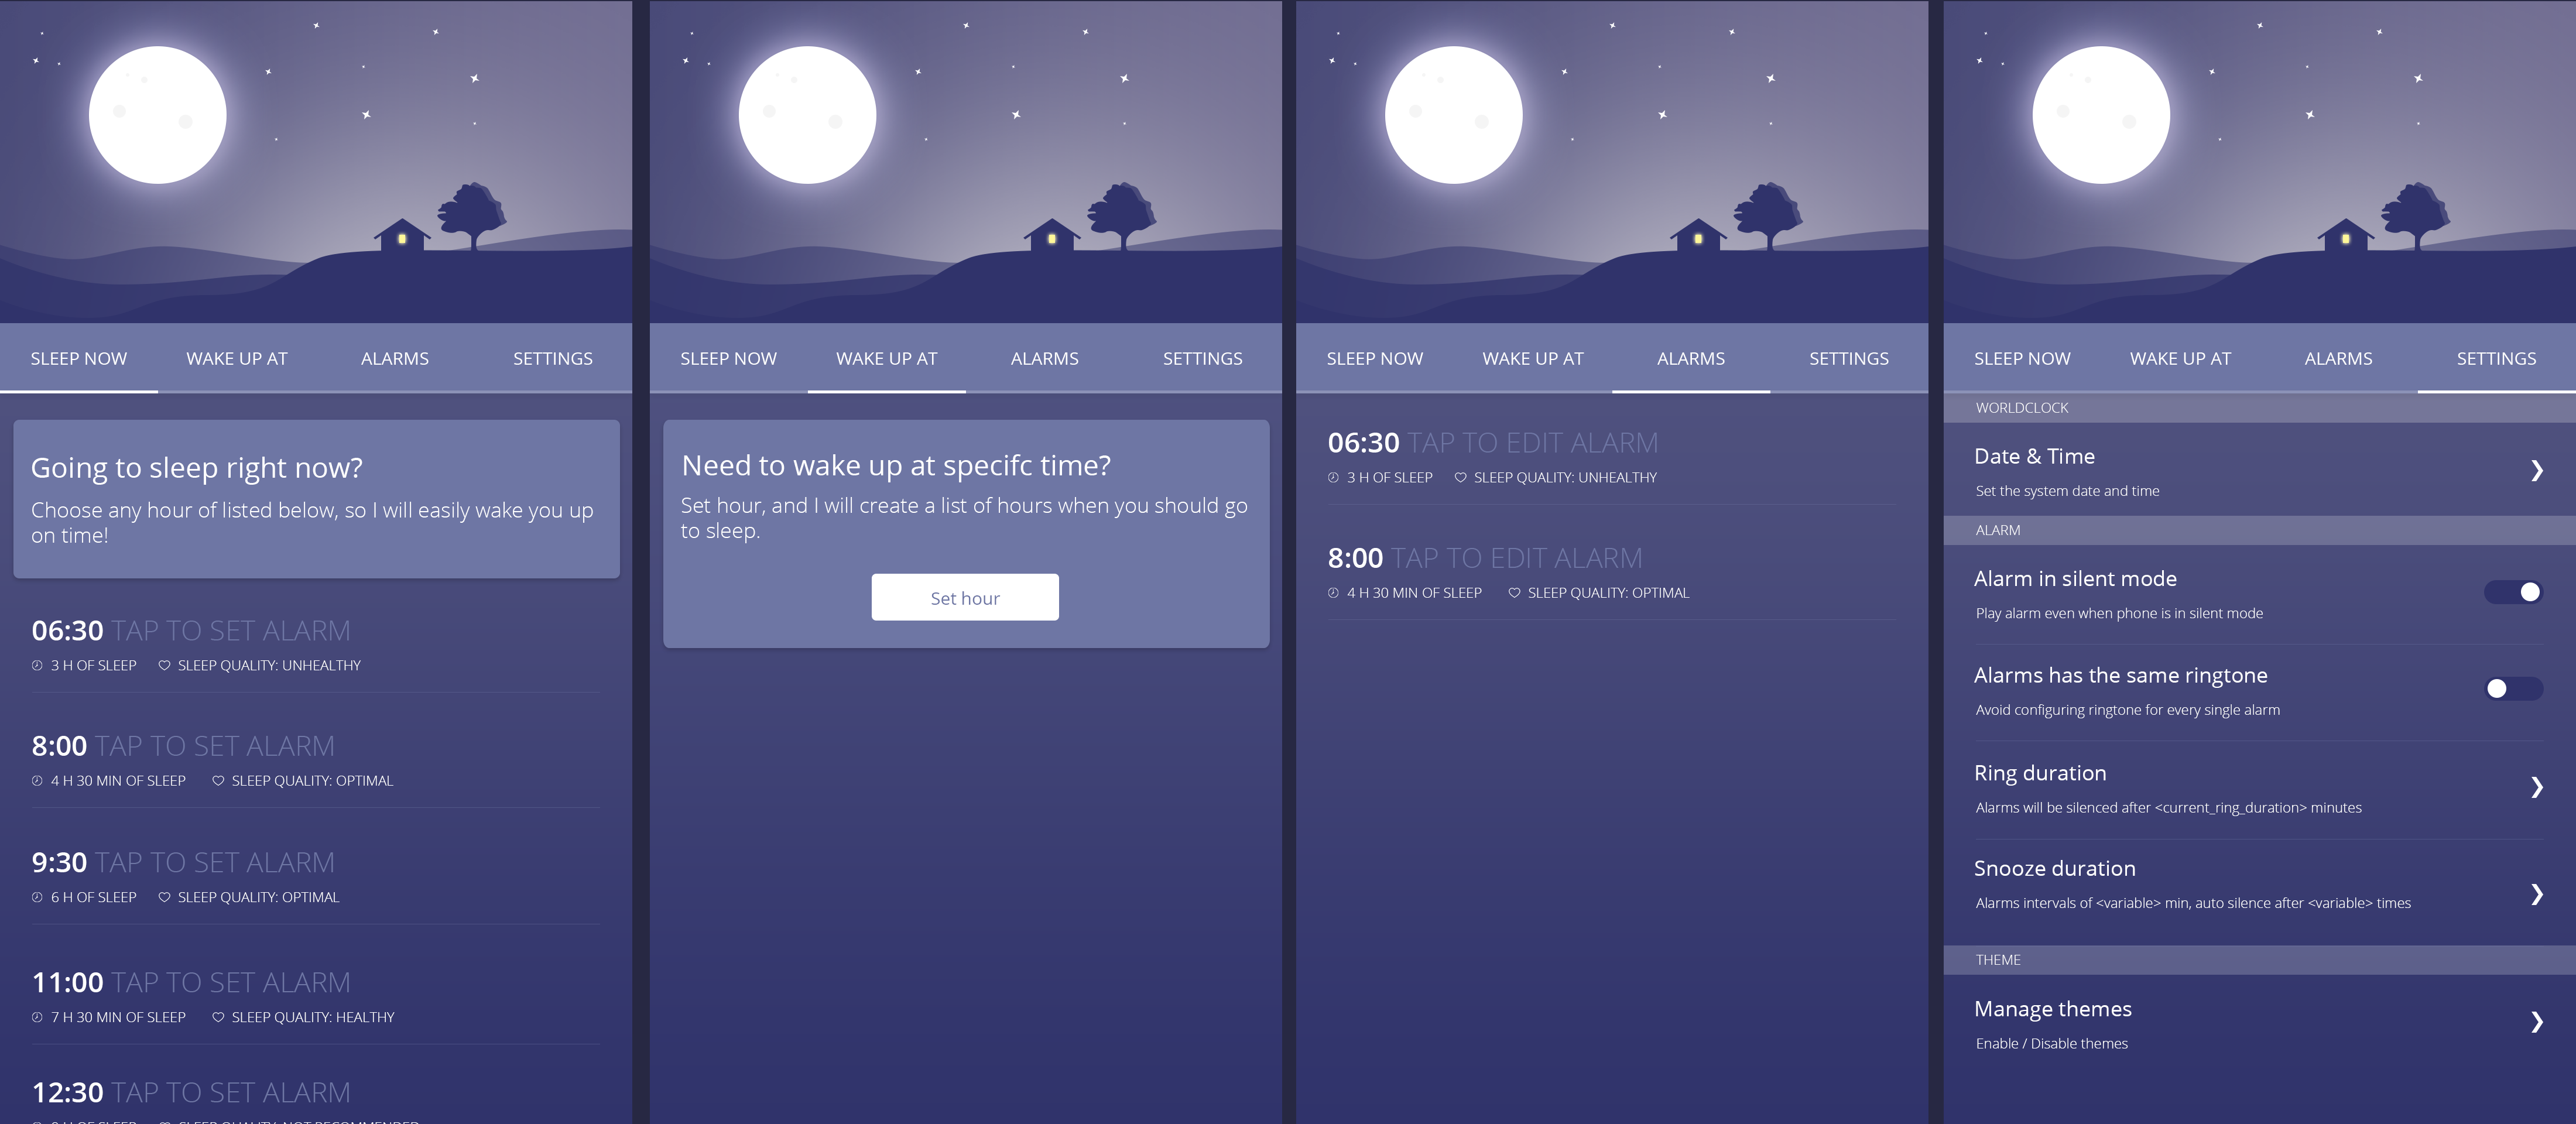 SLEEP NOW WAKE UP AT ALARMS SETTINGS
Going to sleep right now?
Choose any hour of listed below, so I will easily wake you up
on time!
06:30 TAP TO SET ALARM
3 H OF SLEEP SLEEP QUALITY: UNHEALTHY
8:00 TAP TO SET ALARM
4 H 30 MIN OF SLEEP SLEEP QUALITY: OPTIMAL
9:30 TAP TO SET ALARM
6 H OF SLEEP SLEEP QUALITY: OPTIMAL
11:00 TAP TO SET ALARM
7 H 30 MIN OF SLEEP SLEEP QUALITY: HEALTHY
12:30 TAP TO SET ALARM
H OF SLEEP SLEEP QUALITY: NOT RECOMMENDED
SLEEP NOW WAKE UP AT ALARMS SETTINGS
Need to wake up at specifc time?
Set hour, and I will create a list of hours when you should go
to sleep.
Set hour
SLEEP NOW WAKE UP AT ALARMS SETTINGS
06:30 TAP TO EDIT ALARM
3 H OF SLEEP SLEEP QUALITY: UNHEALTHY
8:00 TAP TO EDIT ALARM
4 H 30 MIN OF SLEEP SLEEP QUALITY: OPTIMAL
SLEEP NOW WAKE UP AT ALARMS SETTINGS
WORLDCLOCK
Date & Time
Set the system date and time
ALARM
Alarm in silent mode
Play alarm even when phone is in silent mode
Alarms has the same ringtone
Avoid configuring ringtone for every single alarm
Ring duration
Alarms will be silenced after <current_ring_duration> minutes
Snooze duration
Alarms intervals of <variable> min, auto silence after <variable> times
THEME
Manage themes
Enable / Disable themes